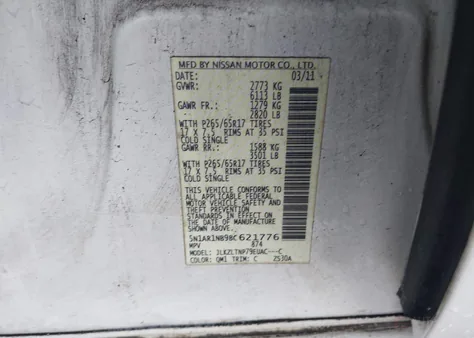 MFD BY NISSAN MOTOR CO., LTD.
DATE: 03/11
GVWR: 2773 KG
6113 LB
GAWR FR.: 1279 KG
2820 LB
WITH P265/65R17 TIRES
17 X 7.5 RIMS AT 35 PSI
COLD SINGLE
GAWR RR.: 1588 KG
3501 LB
WITH P265/65R17 TIRES
17 X 7.5 RIMS AT 35 PSI
COLD SINGLE
THIS VEHICLE CONFORMS TO
ALL APPLICABLE FEDERAL
MOTOR VEHICLE SAFETY
STANDARDS IN EFFECT ON
THE DATE OF MANUFACTURE
SHOWN ABOVE.
5N1AR1NB9BC621776
MPV 874
MODEL: JLKZLTNP79EUAC---C
COLOR: QM1 TRIM: C ZS30A